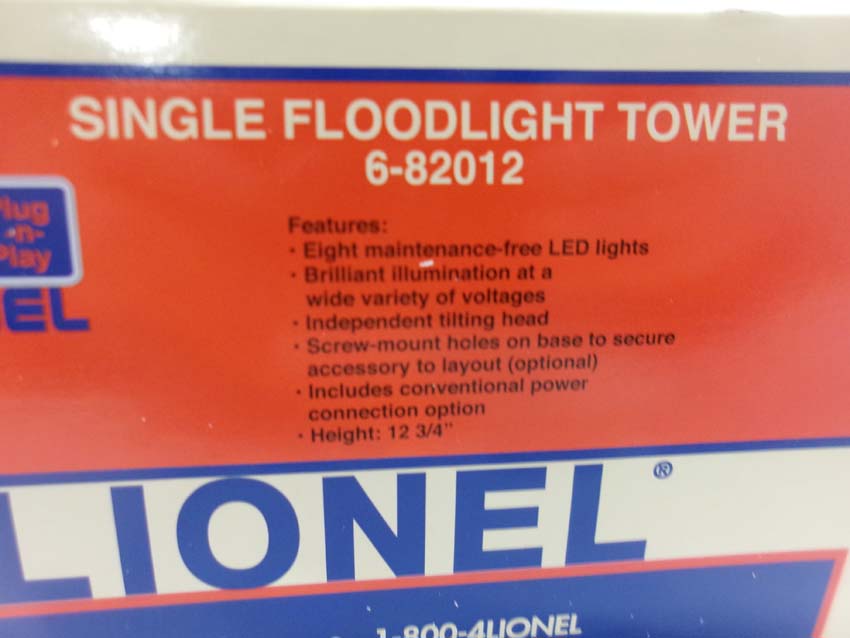 SINGLE FLOODLIGHT TOWER
6-82012
Features:
· Eight maintenance-free LED lights
· Brilliant illumination at a
wide variety of voltages
· Independent tilting head
· Screw-mount holes on base to secure
accessory to layout (optional)
· Includes conventional power
connection option
· Height: 12 3/4"
-n-
Play
LIONEL®
1-800-4LIONEL